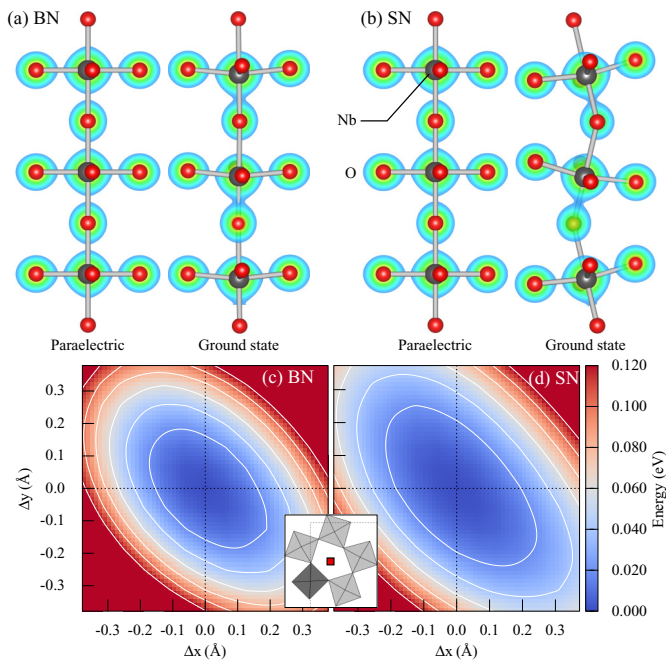 (a) BN
(b) SN
Nb
O
Paraelectric
Ground state
Paraelectric
Ground state
(c) BN
(d) SN
0.3
0.2
0.1
0.0
-0.1
-0.2
-0.3
Δy (Å)
-0.3 -0.2 -0.1 0.0 0.1 0.2 0.3
Δx (Å)
-0.3 -0.2 -0.1 0.0 0.1 0.2 0.3
Δx (Å)
0.120
0.100
0.080
0.060
0.040
0.020
0.000
Energy (eV)